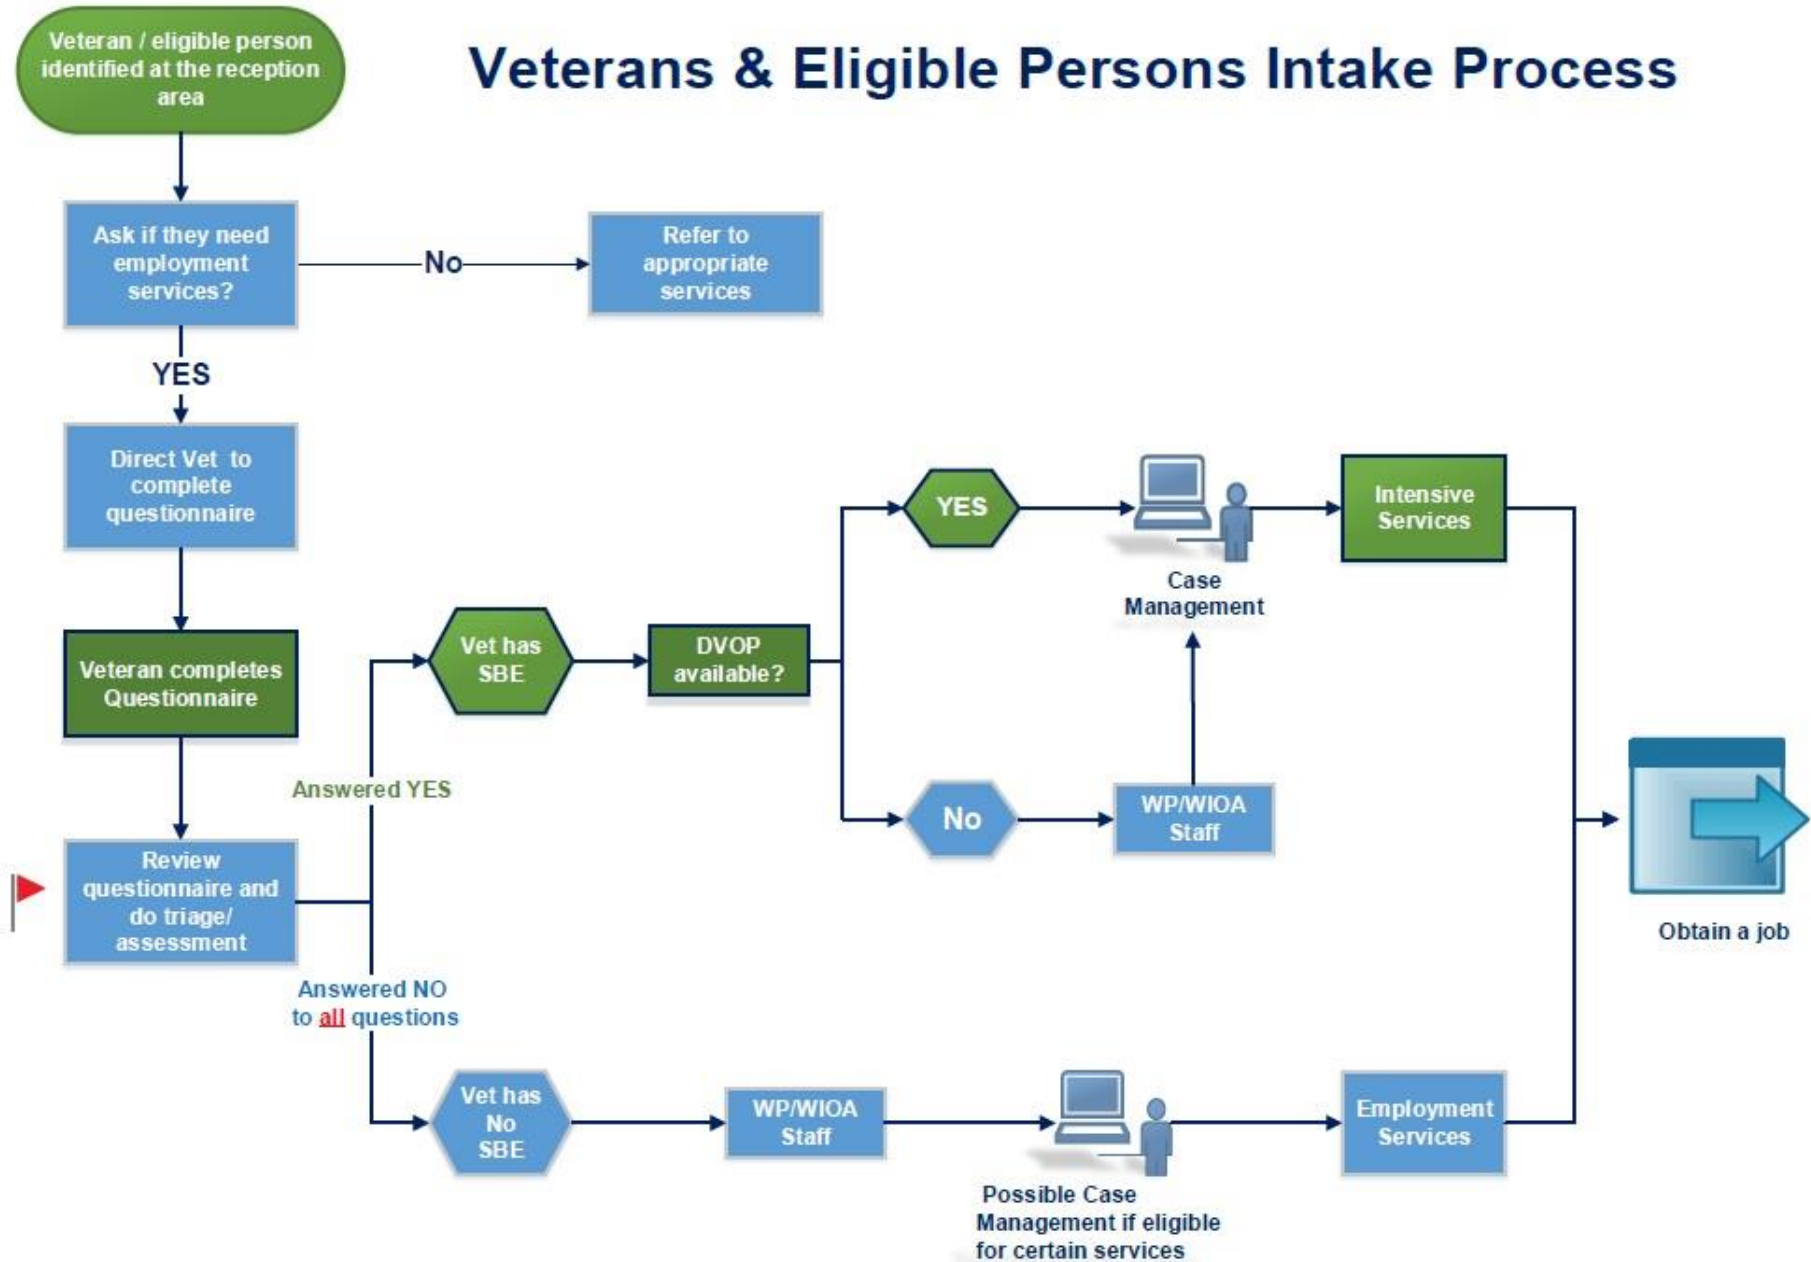 Veterans & Eligible Persons Intake Process
Veteran / eligible person
identified at the reception
area
Ask if they need
employment
services?
No
Refer to
appropriate
services
YES
Direct Vet to
complete
questionnaire
Veteran completes
Questionnaire
Review
questionnaire and
do triage/
assessment
Answered YES
Vet has
SBE
DVOP
available?
YES
Case
Management
Intensive
Services
No
WP/WIOA
Staff
Obtain a job
Answered NO
to all questions
Vet has
No
SBE
WP/WIOA
Staff
Possible Case
Management if eligible
for certain services
Employment
Services